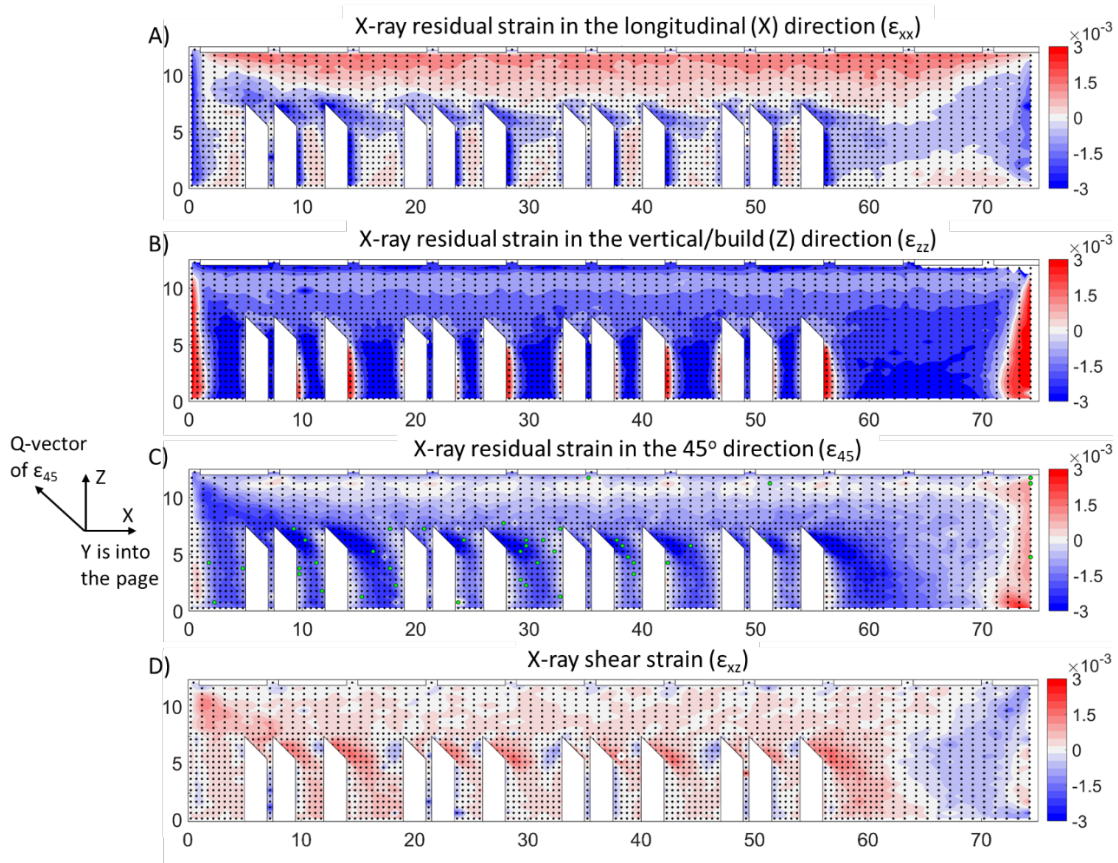 A) X-ray residual strain in the longitudinal (X) direction (εxx)
×10⁻³
3
1.5
0
-1.5
-3
10
5
0
0 10 20 30 40 50 60 70
B) X-ray residual strain in the vertical/build (Z) direction (εzz)
×10⁻³
3
1.5
0
-1.5
-3
10
5
0
0 10 20 30 40 50 60 70
C) X-ray residual strain in the 45° direction (ε45)
×10⁻³
3
1.5
0
-1.5
-3
10
5
0
0 10 20 30 40 50 60 70
Q-vector
of ε45
Z
X
Y is into
the page
D) X-ray shear strain (εxz)
×10⁻³
3
1.5
0
-1.5
-3
10
5
0
0 10 20 30 40 50 60 70